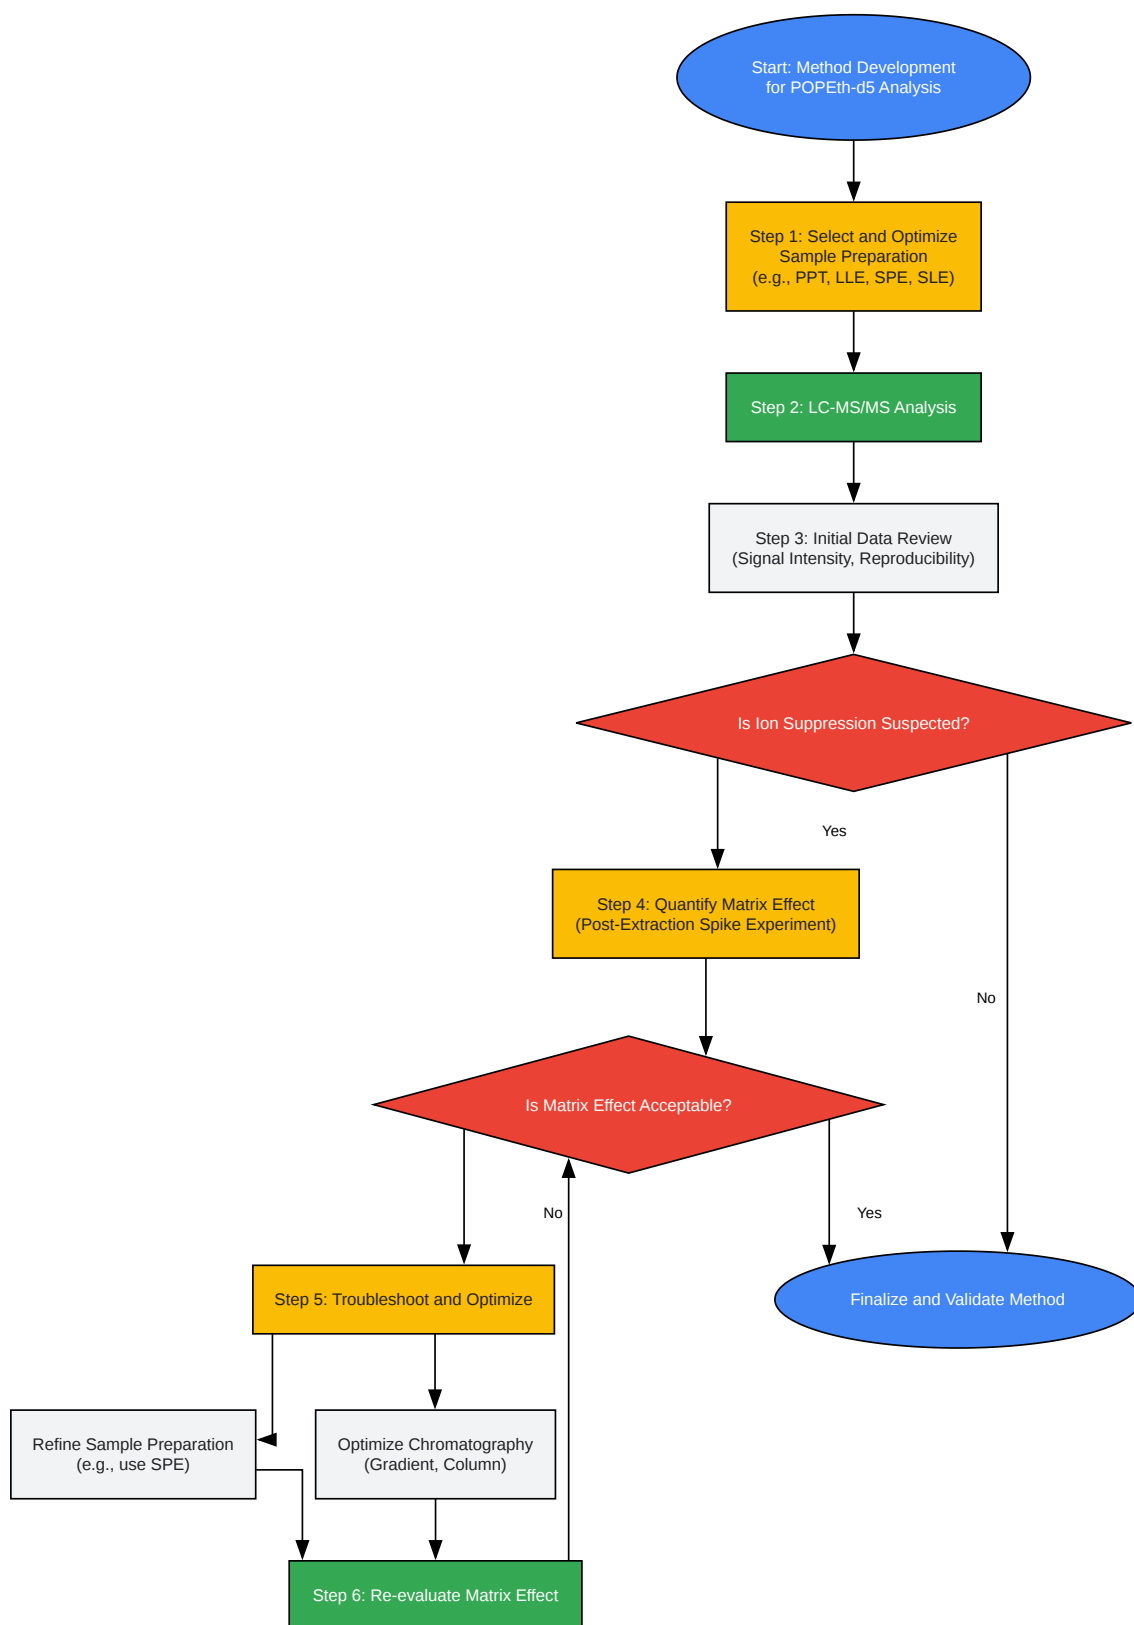 Start: Method Development
for POPEth-d5 Analysis
Step 1: Select and Optimize
Sample Preparation
(e.g., PPT, LLE, SPE, SLE)
Step 2: LC-MS/MS Analysis
Step 3: Initial Data Review
(Signal Intensity, Reproducibility)
Is Ion Suppression Suspected?
Yes
Step 4: Quantify Matrix Effect
(Post-Extraction Spike Experiment)
No
Is Matrix Effect Acceptable?
No
Yes
Step 5: Troubleshoot and Optimize
Finalize and Validate Method
Refine Sample Preparation
(e.g., use SPE)
Optimize Chromatography
(Gradient, Column)
Step 6: Re-evaluate Matrix Effect